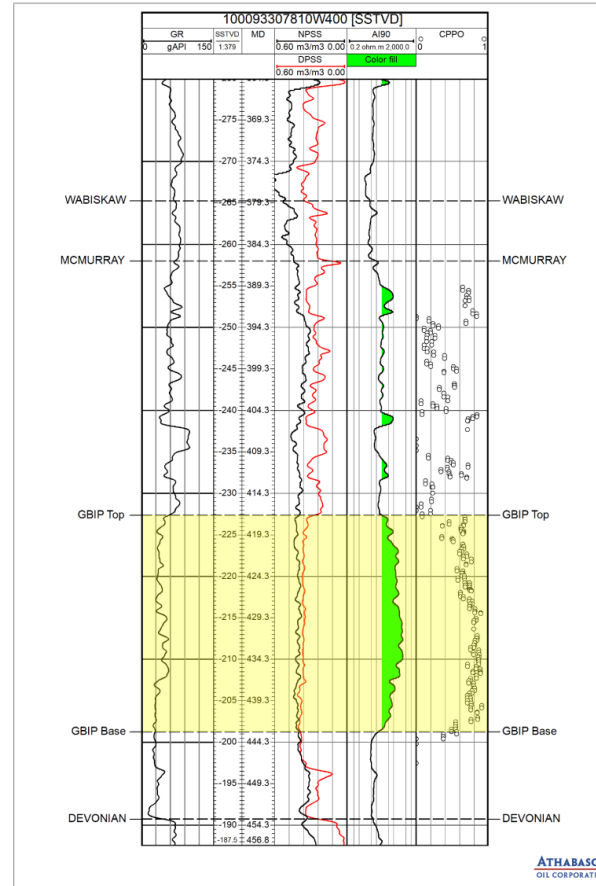 100093307810W400 [SSTVD]
GR SSTVD MD NPSS AI90 CPPO
0 gAPI 150 1:379 0.60 m3/m3 0.00 0.2 ohm.m 2,000.0 0 1
DPSS Color fill
0.60 m3/m3 0.00
-275 369.3
-270 374.3
WABISKAW -265 379.3 WABISKAW
-260 384.3
MCMURRAY MCMURRAY
-255 389.3
-250 394.3
-245 399.3
-240 404.3
-235 409.3
-230 414.3
GBIP Top GBIP Top
-225 419.3
-220 424.3
-215 429.3
-210 434.3
-205 439.3
GBIP Base GBIP Base
-200 444.3
-195 449.3
DEVONIAN DEVONIAN
-190 454.3
-187.5 456.8